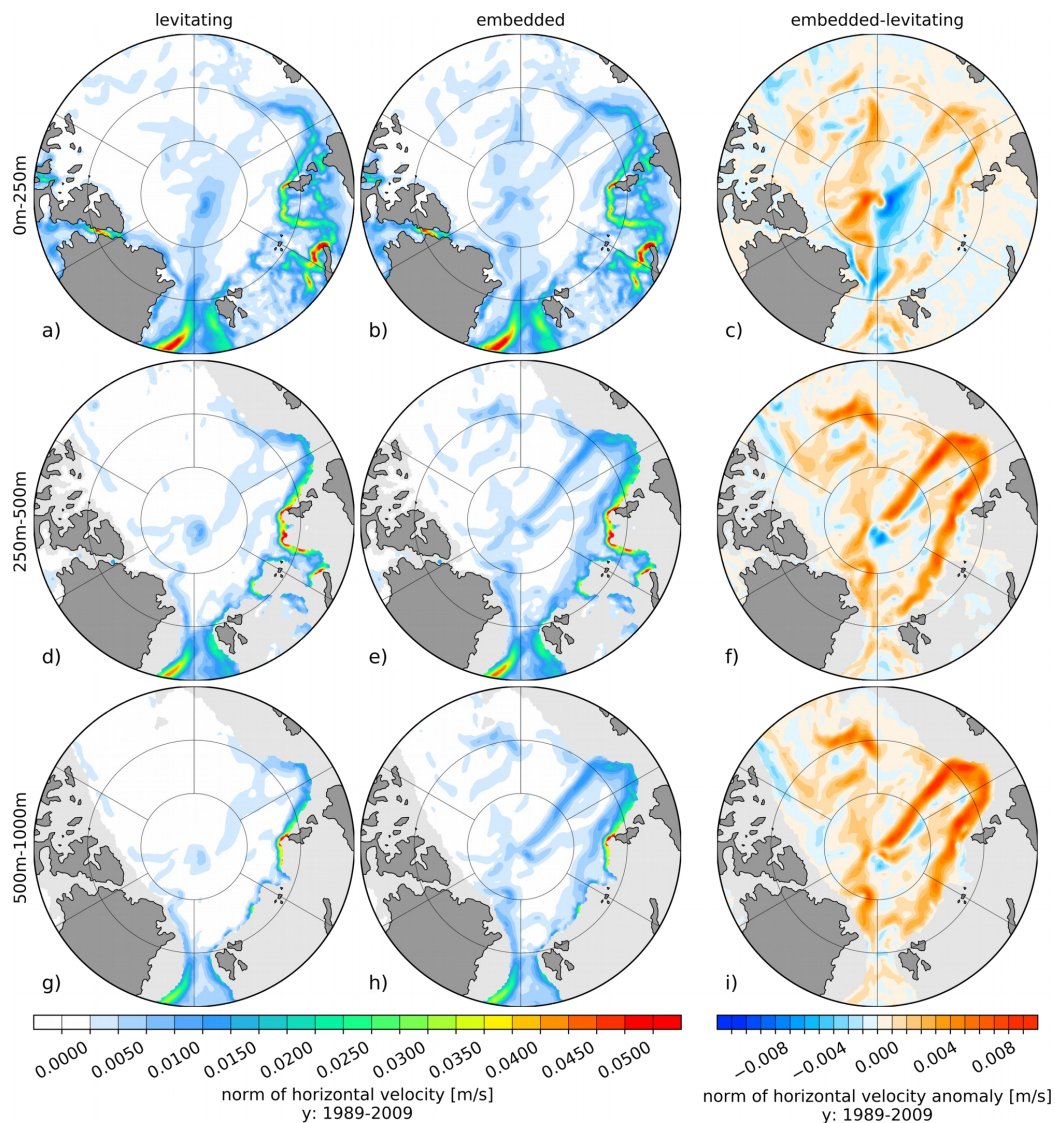 levitating embedded embedded-levitating
0m-250m
a) b) c)
250m-500m
d) e) f)
500m-1000m
g) h) i)
0.0000 0.0050 0.0100 0.0150 0.0200 0.0250 0.0300 0.0350 0.0400 0.0450 0.0500
−0.008 −0.004 0.000 0.004 0.008
norm of horizontal velocity [m/s]
y: 1989-2009
norm of horizontal velocity anomaly [m/s]
y: 1989-2009